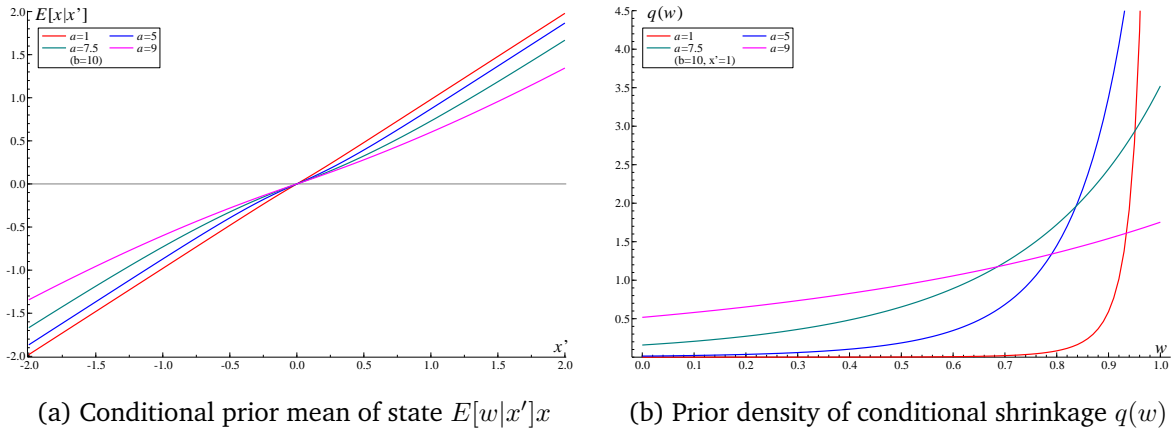 E[x|x']
2.0
1.5
1.0
0.5
0.0
-0.5
-1.0
-1.5
-2.0
a=1
a=5
a=7.5
a=9
(b=10)
-2.0 -1.5 -1.0 -0.5 0.0 0.5 1.0 1.5 2.0
x'
(a) Conditional prior mean of state E[w|x']x
q(w)
4.5
4.0
3.5
3.0
2.5
2.0
1.5
1.0
0.5
a=1
a=5
a=7.5
a=9
(b=10, x'=1)
0.0 0.1 0.2 0.3 0.4 0.5 0.6 0.7 0.8 0.9 1.0
w
(b) Prior density of conditional shrinkage q(w)